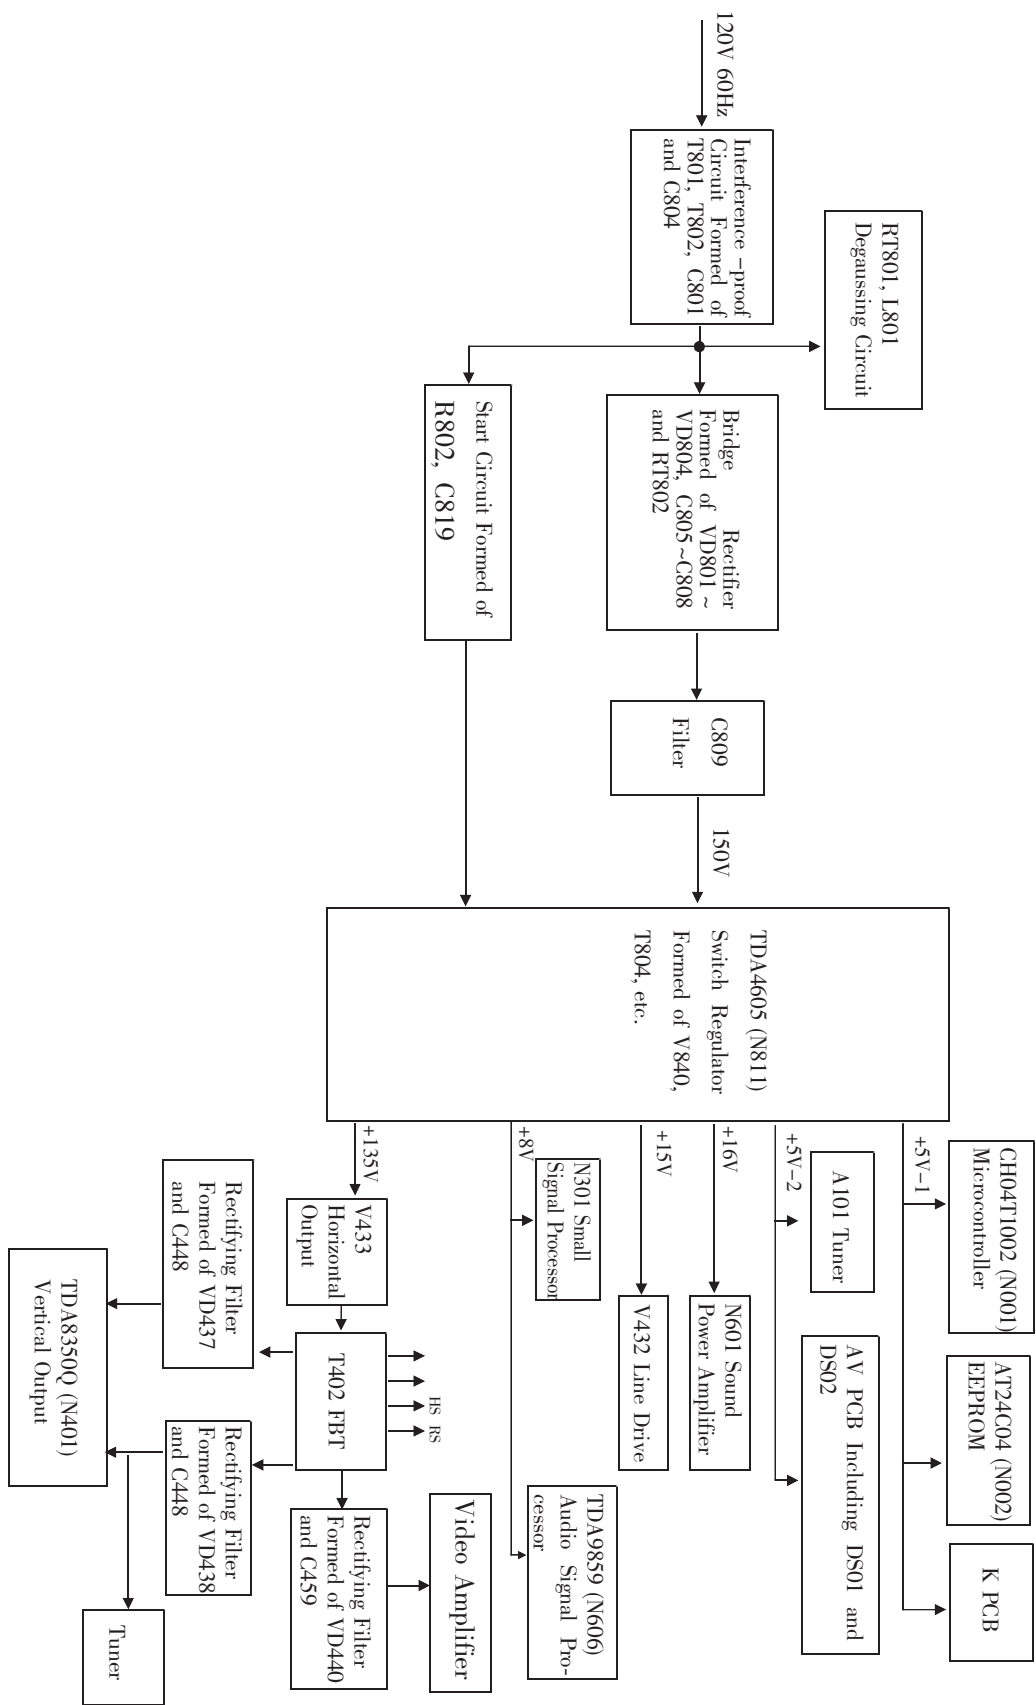 120V 60Hz
Interference -proof
Circuit Formed of
T801, T802, C801
and C804
RT801, L801
Degaussing Circuit
Bridge Rectifier
Formed of VD801 ~
VD804, C805~C808
and RT802
Start Circuit Formed of
R802, C819
C809
Filter
150V
TDA4605 (N811)
Switch Regulator
Formed of V840,
T804, etc.
+5V-1
CH04T1002 (N001)
Microcontroller
AT24C04 (N002)
EEPROM
K PCB
+5V-2
A101 Tuner
AV PCB Including DS01 and
DS02
+16V
N601 Sound
Power Amplifier
+15V
V432 Line Drive
+8V
N301 Small
Signal Processor
TDA9859 (N606)
Audio Signal Pro-
cessor
+135V
V433
Horizontal
Output
T402 FBT
HS RS
Rectifying Filter
Formed of VD440
and C459
Video Amplifier
Rectifying Filter
Formed of VD437
and C448
Rectifying Filter
Formed of VD438
and C448
TDA8350Q (N401)
Vertical Output
Tuner